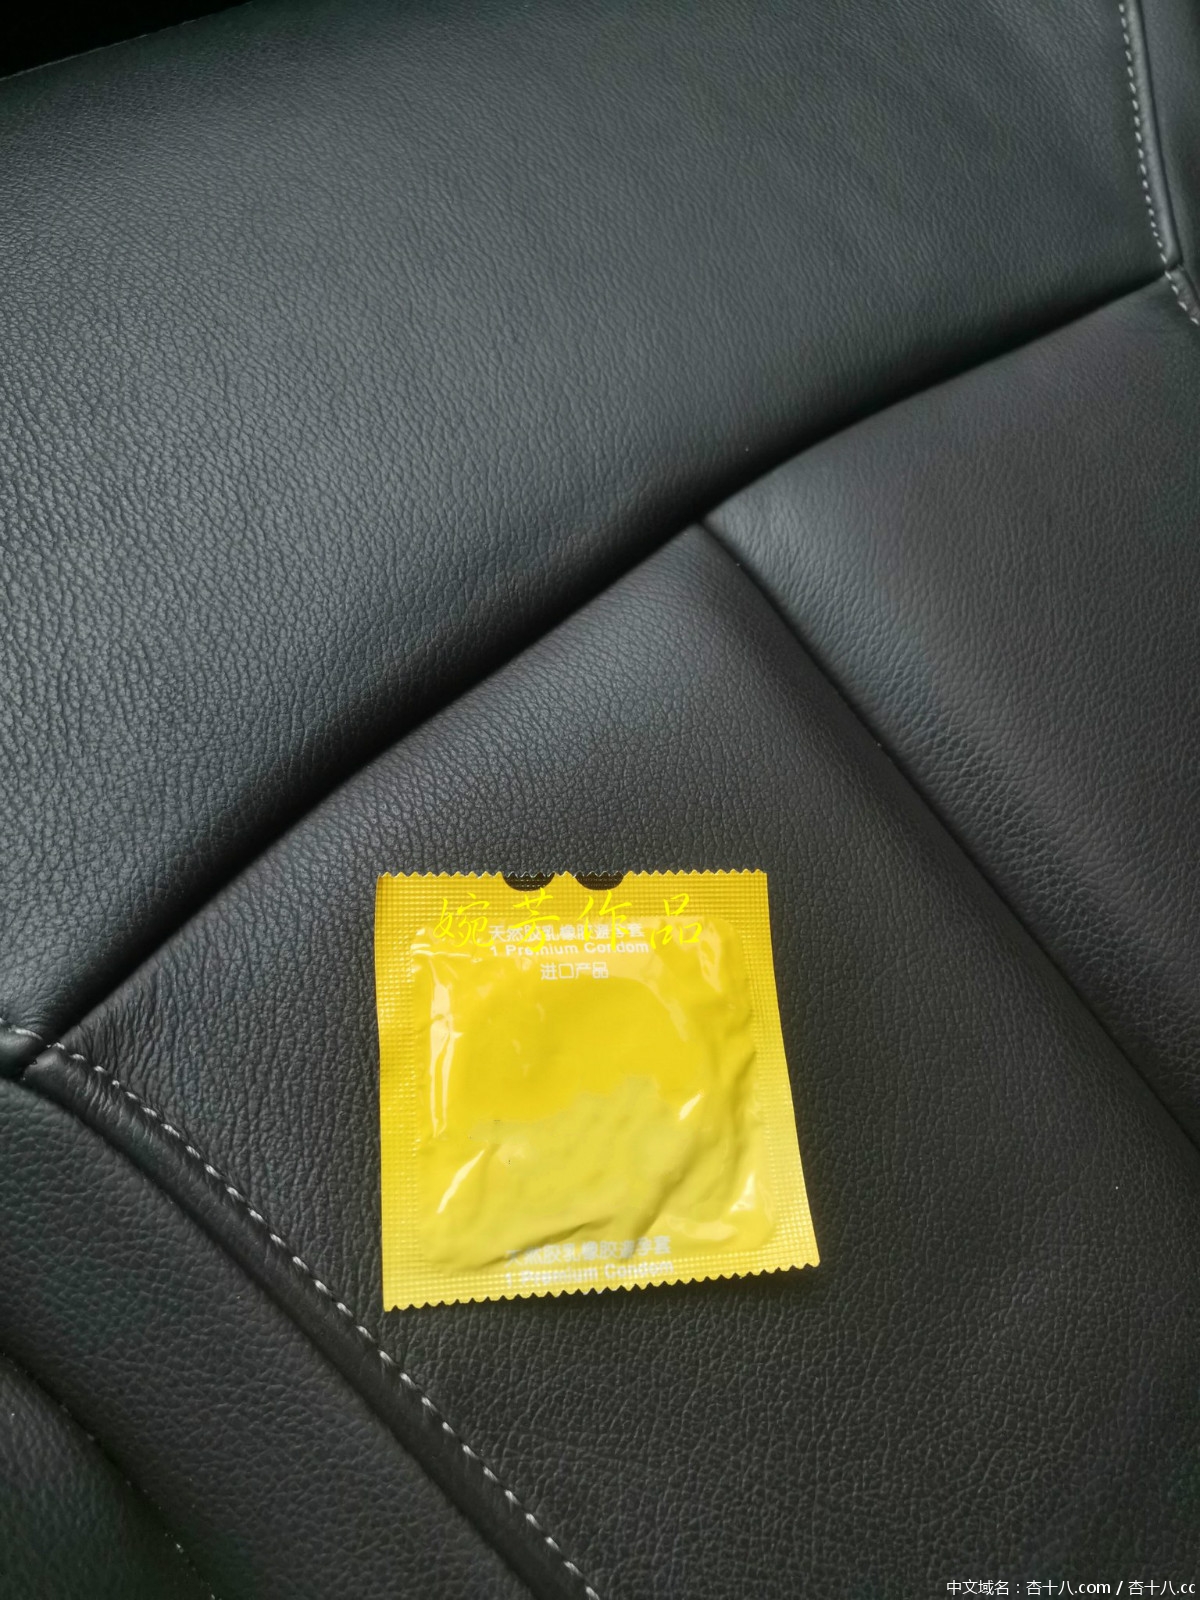 婉芳作品
天然胶乳橡胶避孕套
1 Premium Condom
进口产品
天然胶乳橡胶避孕套
1 Premium Condom
中文域名：杏十八.com / 杏十八.cc